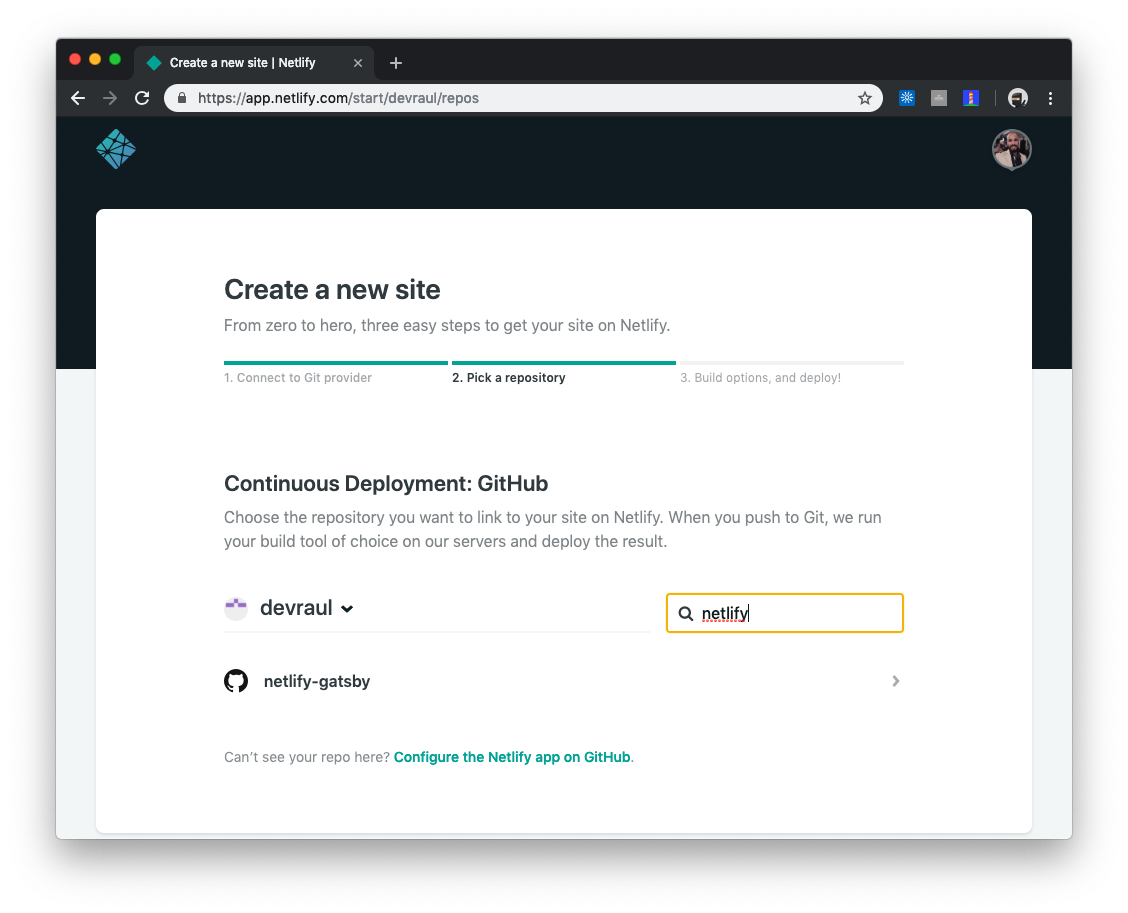 Create a new site | Netlify
https://app.netlify.com/start/devraul/repos
Create a new site
From zero to hero, three easy steps to get your site on Netlify.
1. Connect to Git provider
2. Pick a repository
3. Build options, and deploy!
Continuous Deployment: GitHub
Choose the repository you want to link to your site on Netlify. When you push to Git, we run
your build tool of choice on our servers and deploy the result.
devraul
netlify
netlify-gatsby
Can’t see your repo here? Configure the Netlify app on GitHub.